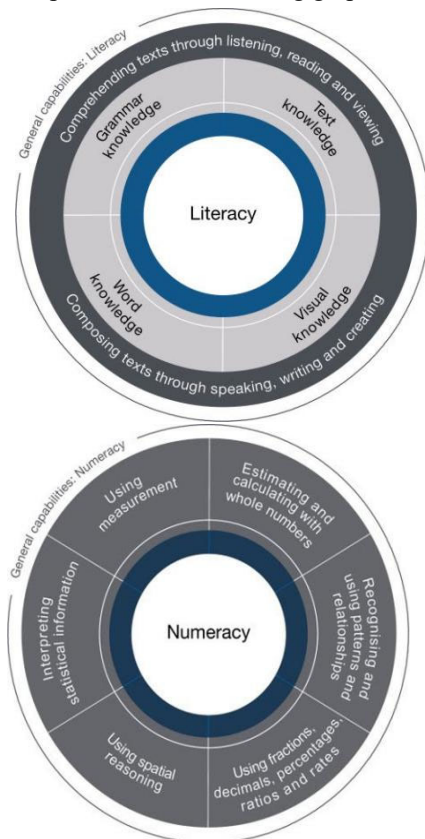 General capabilities: Literacy
Comprehending texts through listening, reading and viewing
Grammar
knowledge
Text
knowledge
Literacy
Word
knowledge
Visual
knowledge
Composing texts through speaking, writing and creating
General capabilities: Numeracy
Using
measurement
Estimating and
calculating with
whole numbers
Interpreting
statistical information
Numeracy
Recognising and
using patterns and
relationships
Using spatial
reasoning
Using fractions,
decimals, percentages,
ratios and rates